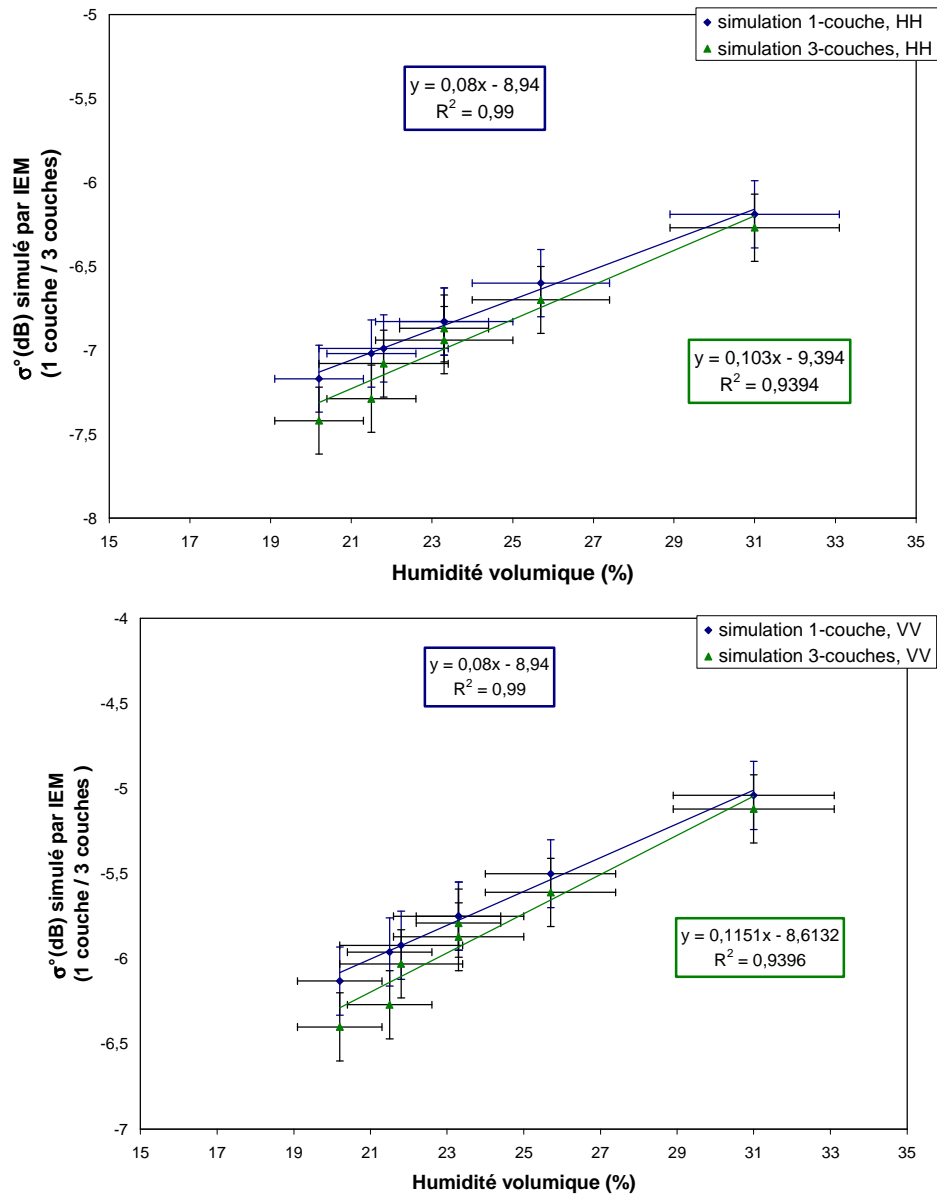 simulation 1-couche, HH
simulation 3-couches, HH
y = 0,08x - 8,94
R² = 0,99
y = 0,103x - 9,394
R² = 0,9394
σ°(dB) simulé par IEM
(1 couche / 3 couches)
-5
-5,5
-6
-6,5
-7
-7,5
-8
15 17 19 21 23 25 27 29 31 33 35
Humidité volumique (%)
simulation 1-couche, VV
simulation 3-couches, VV
y = 0,08x - 8,94
R² = 0,99
y = 0,1151x - 8,6132
R² = 0,9396
σ°(dB) simulé par IEM
(1 couche / 3 couches )
-4
-4,5
-5
-5,5
-6
-6,5
-7
15 17 19 21 23 25 27 29 31 33 35
Humidité volumique (%)